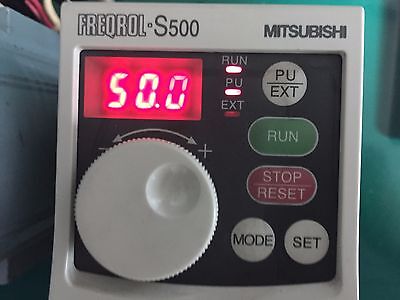 FREQROL-S500 MITSUBISHI
50.0
RUN
PU
EXT
PU
EXT
RUN
- +
STOP
RESET
MODE SET